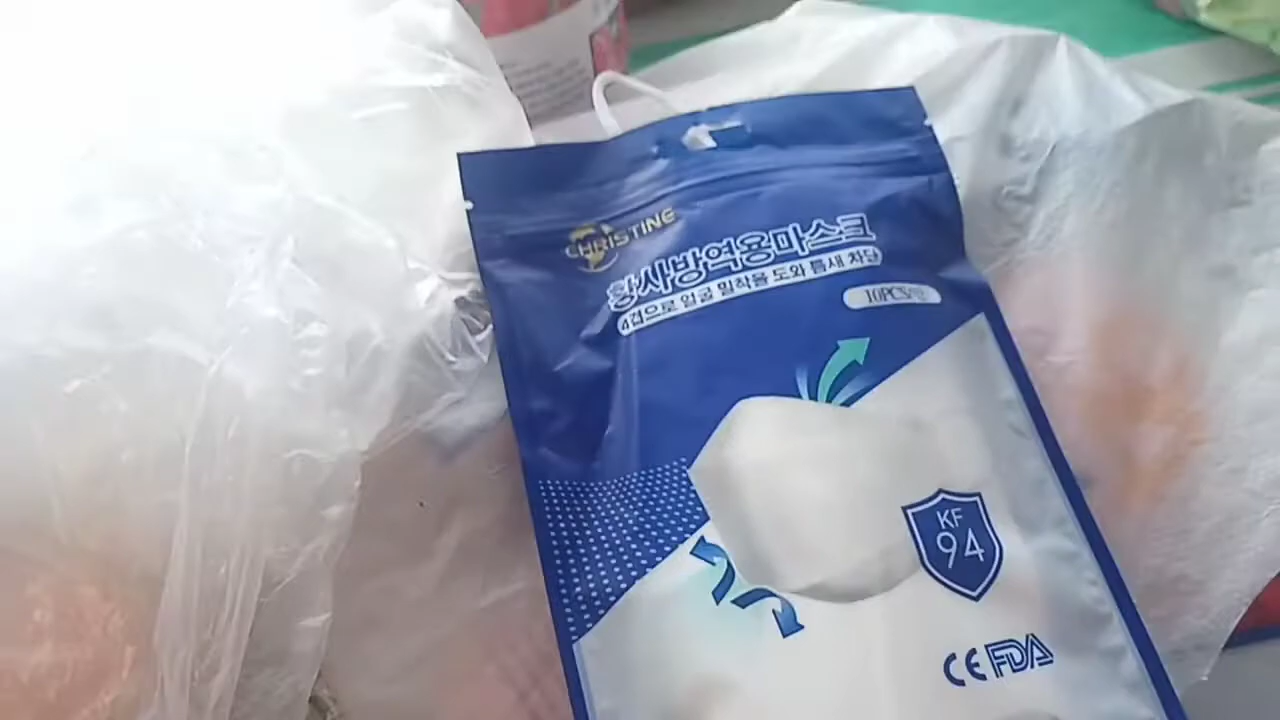 CHRISTINE
황사방역용마스크
4겹으로 얼굴 밀착을 도와 틈새 차단
10PCS/
KF
94
CE FDA